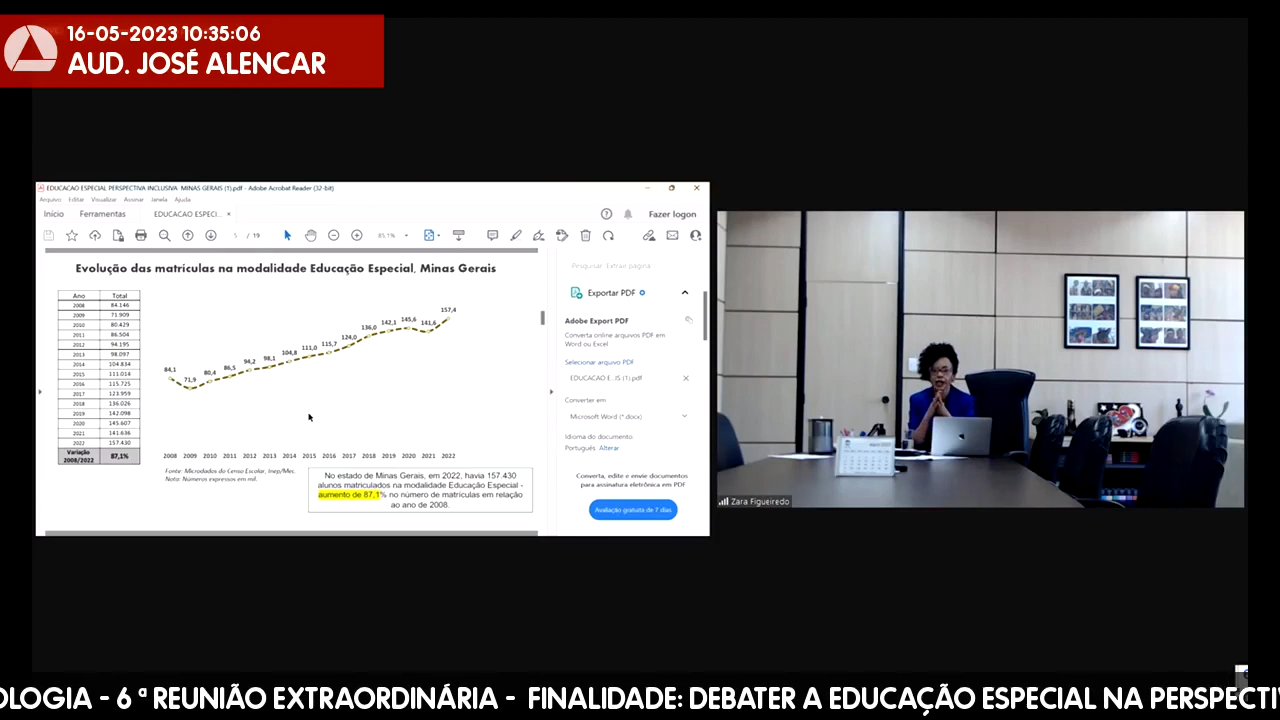 16-05-2023 10:35:06
AUD. JOSÉ ALENCAR
EDUCACAO ESPECIAL PERSPECTIVA INCLUSIVA MINAS GERAIS (1).pdf - Adobe Acrobat Reader (32-bit)
Arquivo Editar Visualizar Assinar Janela Ajuda
Início Ferramentas EDUCACAO ESPECI... × Fazer logon
5 / 19 85,1%
Evolução das matrículas na modalidade Educação Especial, Minas Gerais
Ano Total
2008 84.146
2009 71.909
2010 80.429
2011 86.504
2012 94.195
2013 98.097
2014 104.834
2015 111.014
2016 115.725
2017 123.959
2018 136.026
2019 142.098
2020 145.607
2021 141.636
2022 157.430
Variação 2008/2022 87,1%
84,1 71,9 80,4 86,5 94,2 98,1 104,8 111,0 115,7 124,0 136,0 142,1 145,6 141,6 157,4
2008 2009 2010 2011 2012 2013 2014 2015 2016 2017 2018 2019 2020 2021 2022
Fonte: Microdados do Censo Escolar, Inep/Mec.
Nota: Números expressos em mil.
No estado de Minas Gerais, em 2022, havia 157.430
alunos matriculados na modalidade Educação Especial -
aumento de 87,1% no número de matrículas em relação
ao ano de 2008.
Pesquisar Extrair página
Exportar PDF
Adobe Export PDF
Converta online arquivos PDF em
Word ou Excel
Selecionar arquivo PDF
EDUCACAO E...IS (1).pdf
Converter em
Microsoft Word (*.docx)
Idioma do documento
Português Alterar
Converta, edite e envie documentos
para assinatura eletrônica em PDF
Avaliação gratuita de 7 dias
Zara Figueiredo
OLOGIA - 6 ª REUNIÃO EXTRAORDINÁRIA - FINALIDADE: DEBATER A EDUCAÇÃO ESPECIAL NA PERSPECTI